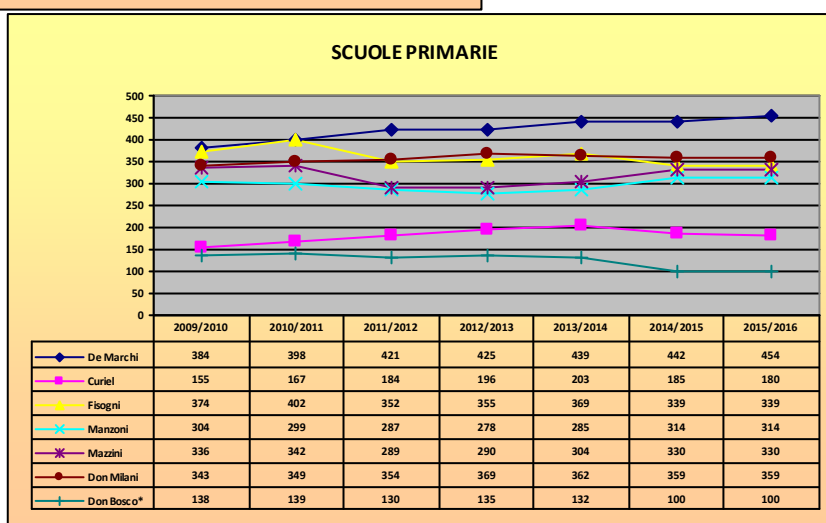 SCUOLE PRIMARIE
500
450
400
350
300
250
200
150
100
50
0
2009/2010 2010/2011 2011/2012 2012/2013 2013/2014 2014/2015 2015/2016
De Marchi 384 398 421 425 439 442 454
Curiel 155 167 184 196 203 185 180
Fisogni 374 402 352 355 369 339 339
Manzoni 304 299 287 278 285 314 314
Mazzini 336 342 289 290 304 330 330
Don Milani 343 349 354 369 362 359 359
Don Bosco* 138 139 130 135 132 100 100